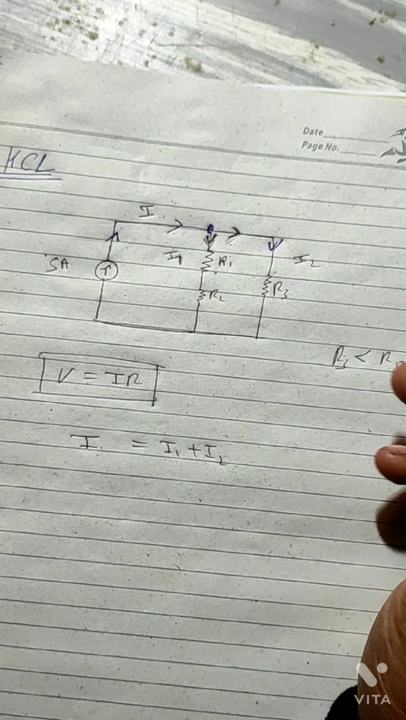 Date
Page No.
KCL
I
5A
I1
R1
I2
R2
R3
V = IR
I = I1 + I2
VITA